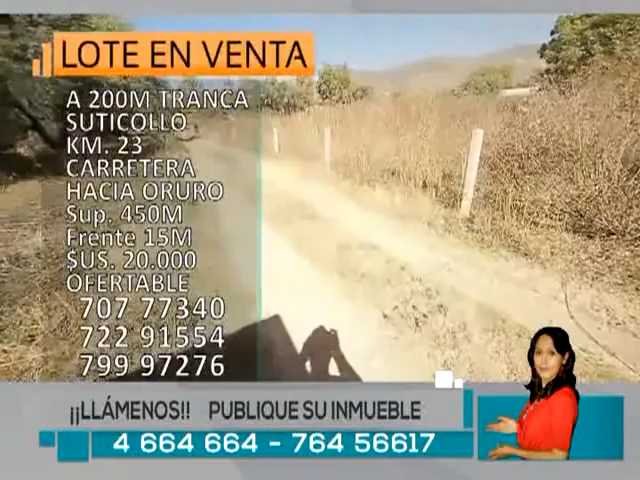 LOTE EN VENTA
A 200M TRANCA
SUTICOLLO
KM. 23
CARRETERA
HACIA ORURO
Sup. 450M
Frente 15M
$US. 20.000
OFERTABLE
707 77340
722 91554
799 97276
¡¡LLÁMENOS!! PUBLIQUE SU INMUEBLE
4 664 664 - 764 56617